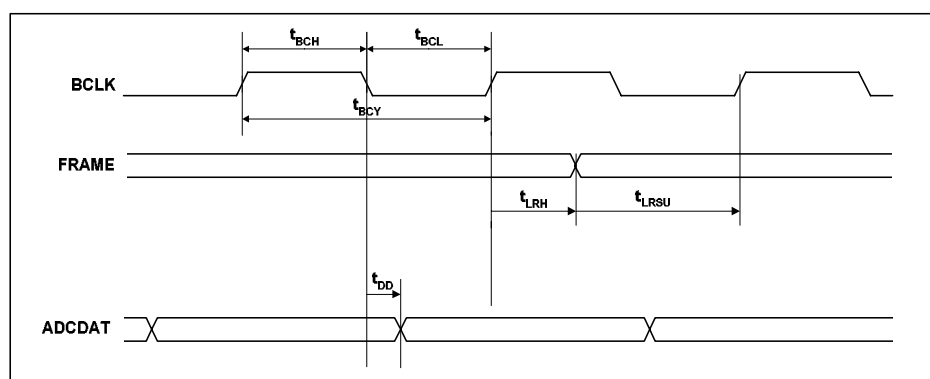 tBCH tBCL
BCLK
tBCY
FRAME
tLRH tLRSU
tDD
ADCDAT